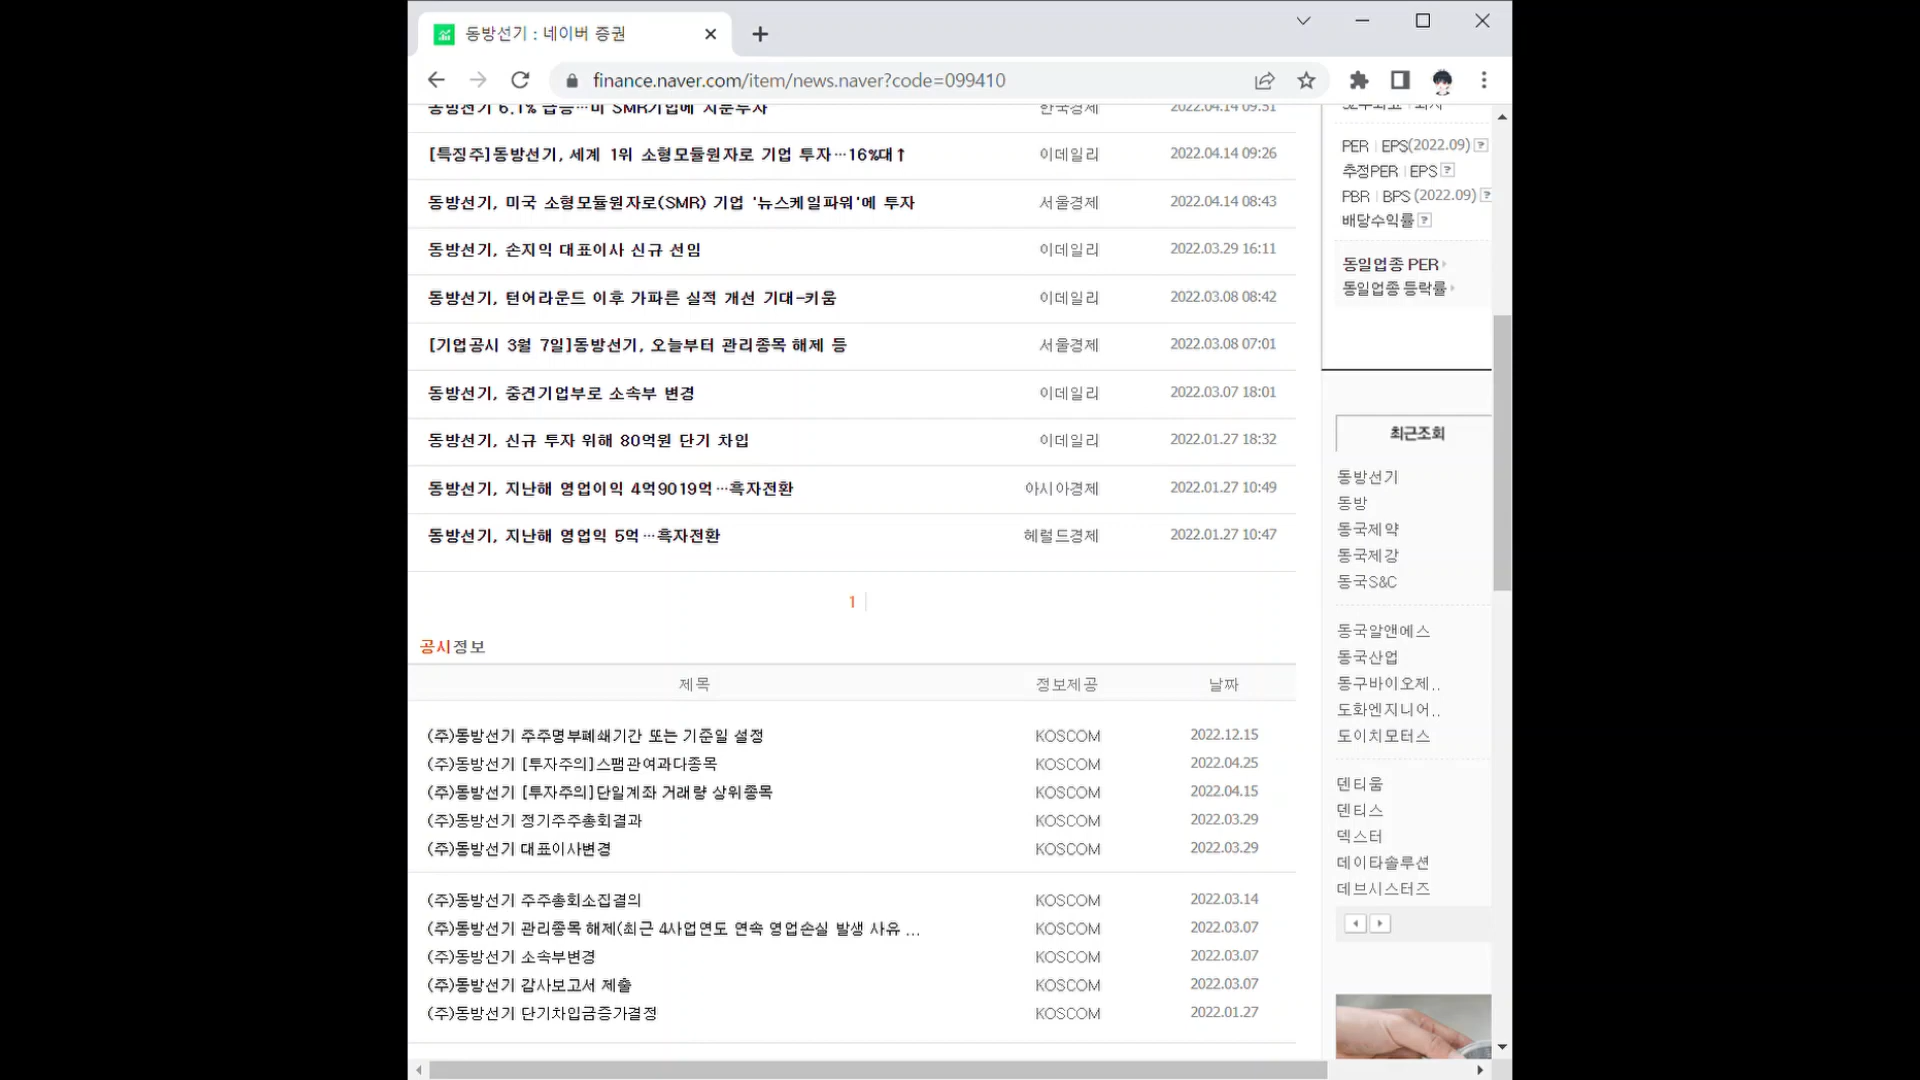 동방선기 : 네이버 증권
finance.naver.com/item/news.naver?code=099410
동방선기 6.1% 급등…미 SMR기업에 지분투자 한국경제 2022.04.14 09:31
[특징주]동방선기, 세계 1위 소형모듈원자로 기업 투자…16%대↑ 이데일리 2022.04.14 09:26
동방선기, 미국 소형모듈원자로(SMR) 기업 '뉴스케일파워'에 투자 서울경제 2022.04.14 08:43
동방선기, 손지익 대표이사 신규 선임 이데일리 2022.03.29 16:11
동방선기, 턴어라운드 이후 가파른 실적 개선 기대-키움 이데일리 2022.03.08 08:42
[기업공시 3월 7일]동방선기, 오늘부터 관리종목 해제 등 서울경제 2022.03.08 07:01
동방선기, 중견기업부로 소속부 변경 이데일리 2022.03.07 18:01
동방선기, 신규 투자 위해 80억원 단기 차입 이데일리 2022.01.27 18:32
동방선기, 지난해 영업이익 4억9019억…흑자전환 아시아경제 2022.01.27 10:49
동방선기, 지난해 영업익 5억…흑자전환 헤럴드경제 2022.01.27 10:47
1
공시정보
제목 정보제공 날짜
(주)동방선기 주주명부폐쇄기간 또는 기준일 설정 KOSCOM 2022.12.15
(주)동방선기 [투자주의]스팸관여과다종목 KOSCOM 2022.04.25
(주)동방선기 [투자주의]단일계좌 거래량 상위종목 KOSCOM 2022.04.15
(주)동방선기 정기주주총회결과 KOSCOM 2022.03.29
(주)동방선기 대표이사변경 KOSCOM 2022.03.29
(주)동방선기 주주총회소집결의 KOSCOM 2022.03.14
(주)동방선기 관리종목 해제(최근 4사업연도 연속 영업손실 발생 사유 ... KOSCOM 2022.03.07
(주)동방선기 소속부변경 KOSCOM 2022.03.07
(주)동방선기 감사보고서 제출 KOSCOM 2022.03.07
(주)동방선기 단기차입금증가결정 KOSCOM 2022.01.27
PER | EPS(2022.09) ?
추정PER | EPS ?
PBR | BPS (2022.09) ?
배당수익률 ?
동일업종 PER
동일업종 등락률
최근조회
동방선기
동방
동국제약
동국제강
동국S&C
동국알앤에스
동국산업
동구바이오제..
도화엔지니어..
도이치모터스
덴티움
덴티스
덱스터
데이타솔루션
데브시스터즈